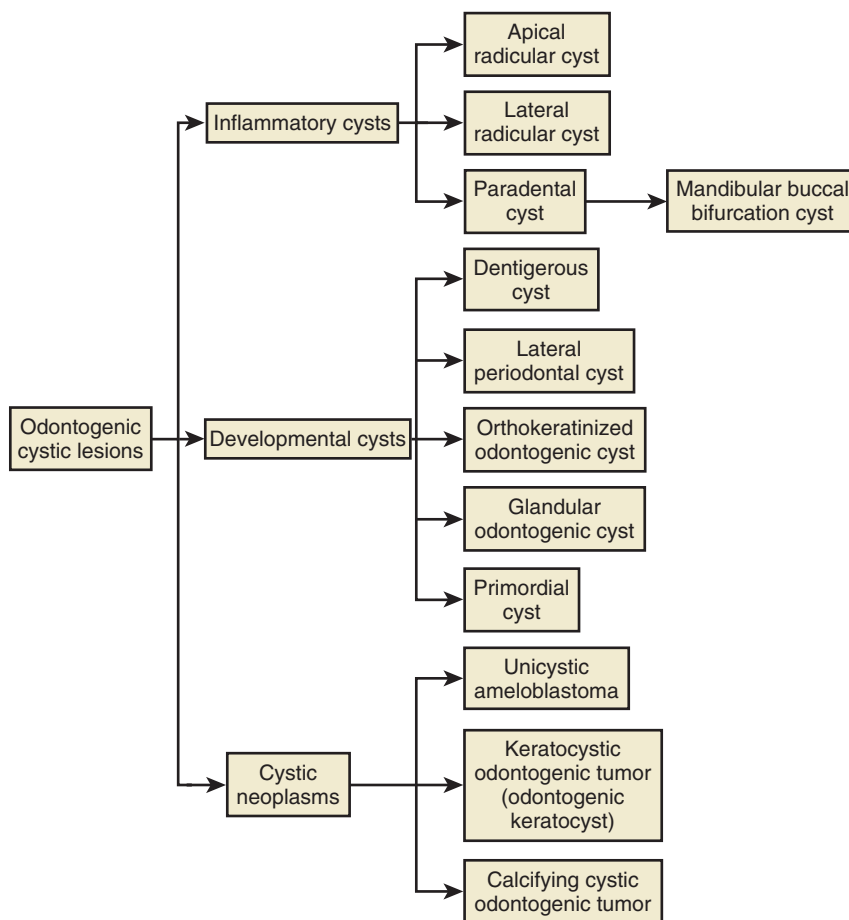 Apical
radicular cyst
Inflammatory cysts
Lateral
radicular cyst
Paradental
cyst
Mandibular buccal
bifurcation cyst
Dentigerous
cyst
Lateral
periodontal cyst
Odontogenic
cystic lesions
Developmental cysts
Orthokeratinized
odontogenic cyst
Glandular
odontogenic cyst
Primordial
cyst
Unicystic
ameloblastoma
Cystic
neoplasms
Keratocystic
odontogenic tumor
(odontogenic
keratocyst)
Calcifying cystic
odontogenic tumor